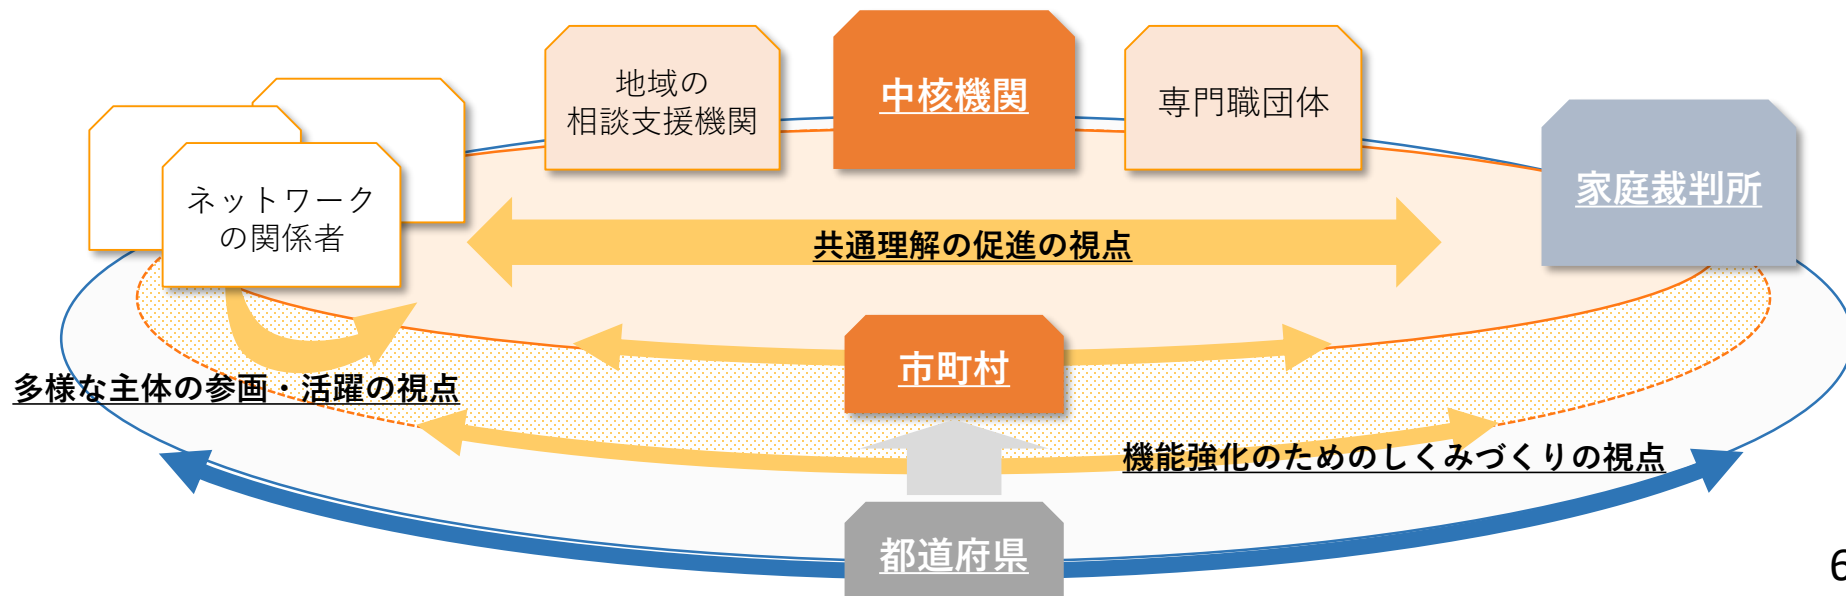 地域の
相談支援機関
中核機関
専門職団体
家庭裁判所
ネットワーク
の関係者
共通理解の促進の視点
市町村
多様な主体の参画・活躍の視点
機能強化のためのしくみづくりの視点
都道府県
6